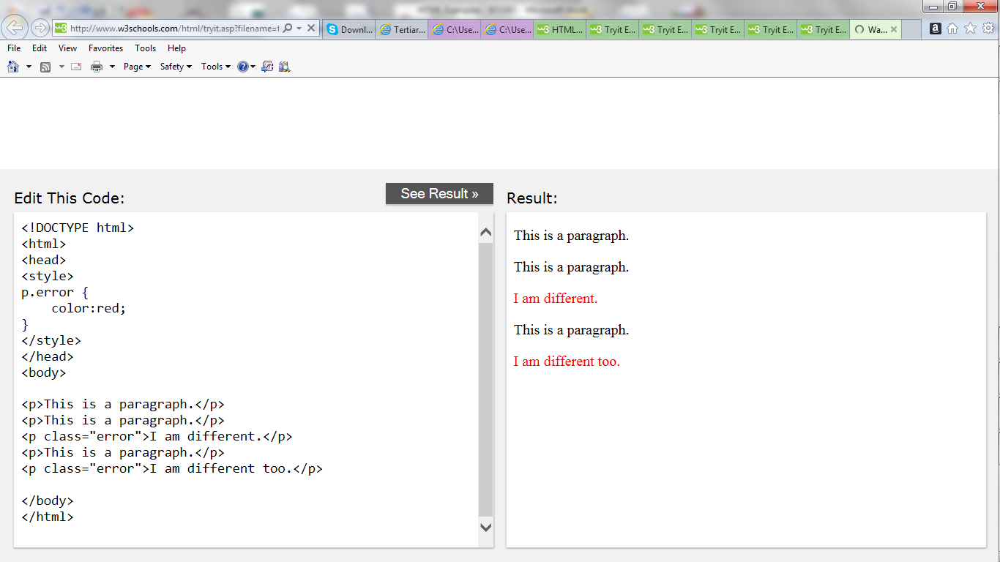 http://www.w3schools.com/html/tryit.asp?filename=t
Downl...
Tertiar...
C:\Use...
C:\Use...
HTML...
Tryit E...
Tryit E...
Tryit E...
Tryit E...
Tryit E...
Wa...
File Edit View Favorites Tools Help
Page Safety Tools
Edit This Code:
See Result »
Result:
<!DOCTYPE html>
<html>
<head>
<style>
p.error {
    color:red;
}
</style>
</head>
<body>
<p>This is a paragraph.</p>
<p>This is a paragraph.</p>
<p class="error">I am different.</p>
<p>This is a paragraph.</p>
<p class="error">I am different too.</p>
</body>
</html>
This is a paragraph.
This is a paragraph.
I am different.
This is a paragraph.
I am different too.